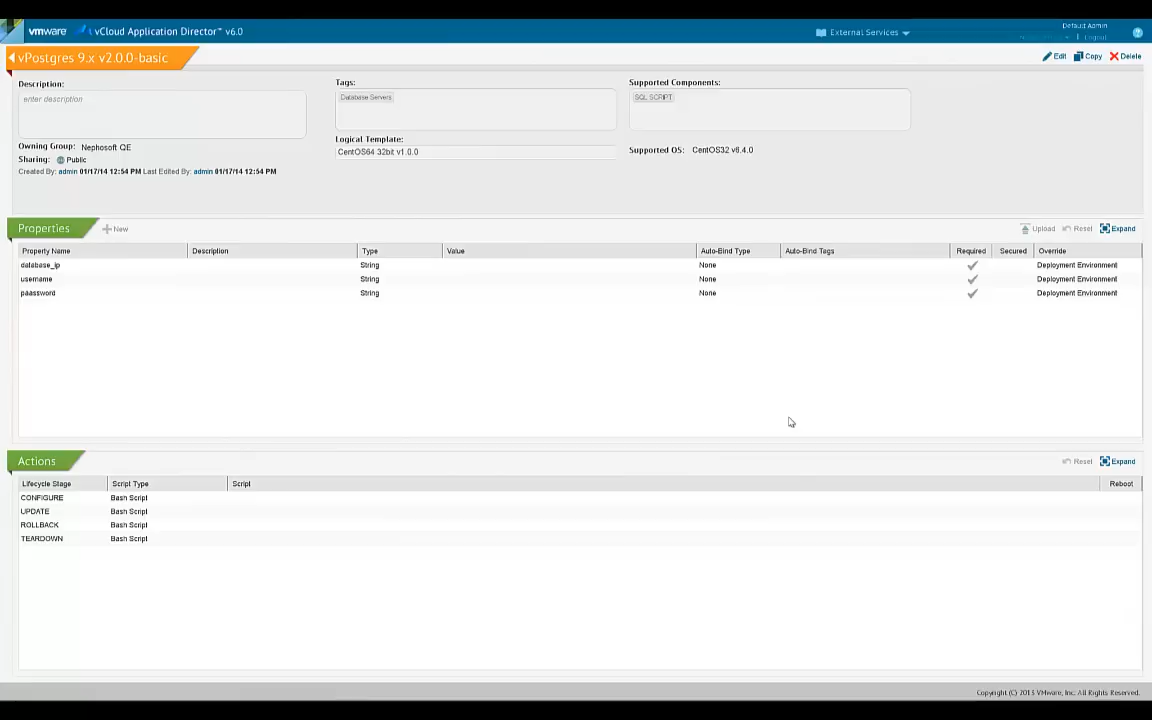 vmware vCloud Application Director™ v6.0
External Services
Default Admin
Logout
vPostgres 9.x v2.0.0-basic
Edit Copy Delete
Description:
enter description
Tags:
Database Servers
Supported Components:
SQL SCRIPT
Logical Template:
CentOS64 32bit v1.0.0
Supported OS: CentOS32 v6.4.0
Owning Group: Nephosoft QE
Sharing: Public
Created By: admin 01/17/14 12:54 PM Last Edited By: admin 01/17/14 12:54 PM
Properties New Upload Reset Expand
Property Name Description Type Value Auto-Bind Type Auto-Bind Tags Required Secured Override
database_ip String None Deployment Environment
username String None Deployment Environment
paassword String None Deployment Environment
Actions Reset Expand
Lifecycle Stage Script Type Script Reboot
CONFIGURE Bash Script
UPDATE Bash Script
ROLLBACK Bash Script
TEARDOWN Bash Script
Copyright (C) 2013 VMware, Inc. All Rights Reserved.